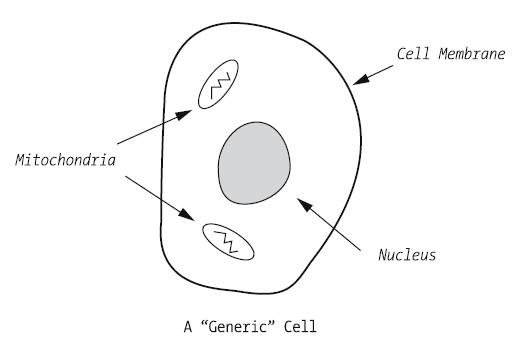 Cell Membrane
Mitochondria
Nucleus
A “Generic” Cell